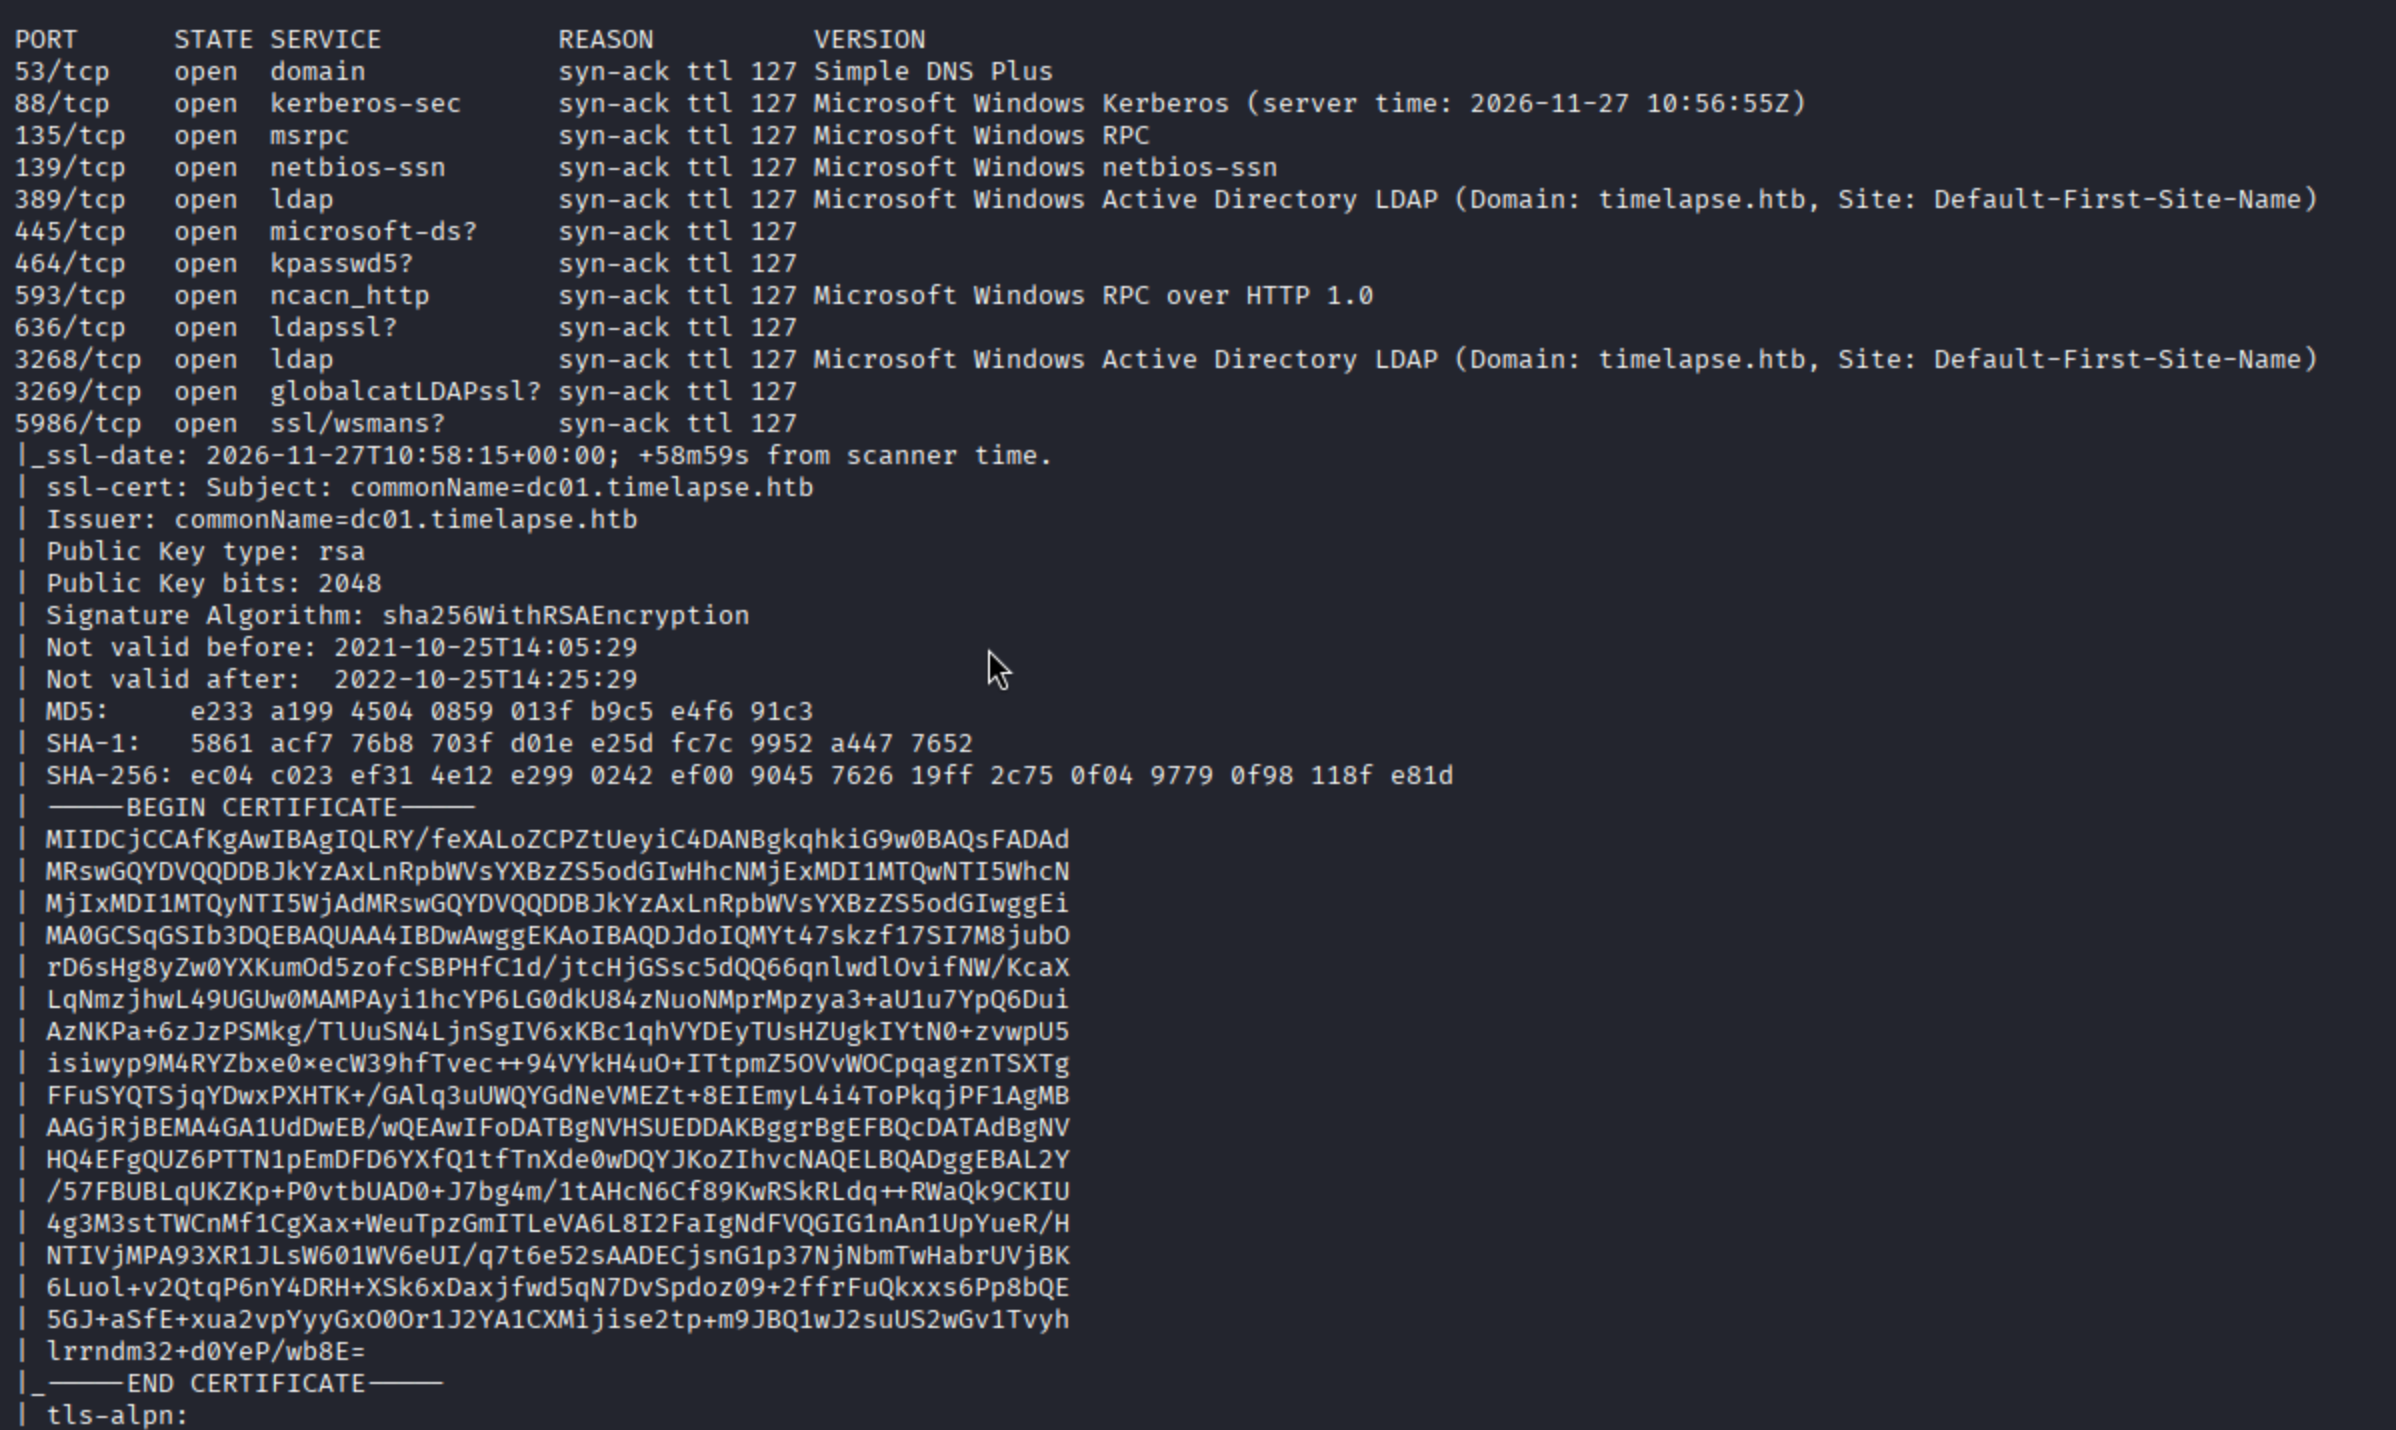 PORT      STATE SERVICE           REASON          VERSION
53/tcp    open  domain            syn-ack ttl 127 Simple DNS Plus
88/tcp    open  kerberos-sec      syn-ack ttl 127 Microsoft Windows Kerberos (server time: 2026-11-27 10:56:55Z)
135/tcp   open  msrpc             syn-ack ttl 127 Microsoft Windows RPC
139/tcp   open  netbios-ssn       syn-ack ttl 127 Microsoft Windows netbios-ssn
389/tcp   open  ldap              syn-ack ttl 127 Microsoft Windows Active Directory LDAP (Domain: timelapse.htb, Site: Default-First-Site-Name)
445/tcp   open  microsoft-ds?     syn-ack ttl 127
464/tcp   open  kpasswd5?         syn-ack ttl 127
593/tcp   open  ncacn_http        syn-ack ttl 127 Microsoft Windows RPC over HTTP 1.0
636/tcp   open  ldapssl?          syn-ack ttl 127
3268/tcp  open  ldap              syn-ack ttl 127 Microsoft Windows Active Directory LDAP (Domain: timelapse.htb, Site: Default-First-Site-Name)
3269/tcp  open  globalcatLDAPssl? syn-ack ttl 127
5986/tcp  open  ssl/wsmans?       syn-ack ttl 127
|_ssl-date: 2026-11-27T10:58:15+00:00; +58m59s from scanner time.
| ssl-cert: Subject: commonName=dc01.timelapse.htb
| Issuer: commonName=dc01.timelapse.htb
| Public Key type: rsa
| Public Key bits: 2048
| Signature Algorithm: sha256WithRSAEncryption
| Not valid before: 2021-10-25T14:05:29
| Not valid after:  2022-10-25T14:25:29
| MD5:     e233 a199 4504 0859 013f b9c5 e4f6 91c3
| SHA-1:   5861 acf7 76b8 703f d01e e25d fc7c 9952 a447 7652
| SHA-256: ec04 c023 ef31 4e12 e299 0242 ef00 9045 7626 19ff 2c75 0f04 9779 0f98 118f e81d
| -----BEGIN CERTIFICATE-----
| MIIDCjCCAfKgAwIBAgIQLRY/feXALoZCPZtUeyiC4DANBgkqhkiG9w0BAQsFADAd
| MRswGQYDVQQDDBJkYzAxLnRpbWVsYXBzZS5odGIwHhcNMjExMDI1MTQwNTI5WhcN
| MjIxMDI1MTQyNTI5WjAdMRswGQYDVQQDDBJkYzAxLnRpbWVsYXBzZS5odGIwggEi
| MA0GCSqGSIb3DQEBAQUAA4IBDwAwggEKAoIBAQDJdoIQMYt47skzf17SI7M8jubO
| rD6sHg8yZw0YXKumOd5zofcSBPHfC1d/jtcHjGSsc5dQQ66qnlwdlOvifNW/KcaX
| LqNmzjhwL49UGUw0MAMPAyi1hcYP6LG0dkU84zNuoNMprMpzya3+aU1u7YpQ6Dui
| AzNKPa+6zJzPSMkg/TlUuSN4LjnSgIV6xKBc1qhVYDEyTUsHZUgkIYtN0+zvwpU5
| isiwyp9M4RYZbxe0xecW39hfTvec++94VYkH4uO+ITtpmZ5OVvWOCpqagznTSXTg
| FFuSYQTSjqYDwxPXHTK+/GAlq3uUWQYGdNeVMEZt+8EIEmyL4i4ToPkqjPF1AgMB
| AAGjRjBEMA4GA1UdDwEB/wQEAwIFoDATBgNVHSUEDDAKBggrBgEFBQcDATAdBgNV
| HQ4EFgQUZ6PTTN1pEmDFD6YXfQ1tfTnXde0wDQYJKoZIhvcNAQELBQADggEBAL2Y
| /57FBUBLqUKZKp+P0vtbUAD0+J7bg4m/1tAHcN6Cf89KwRSkRLdq++RWaQk9CKIU
| 4g3M3stTWCnMf1CgXax+WeuTpzGmITLeVA6L8I2FaIgNdFVQGIG1nAn1UpYueR/H
| NTIVjMPA93XR1JLsW601WV6eUI/q7t6e52sAADECjsnG1p37NjNbmTwHabrUVjBK
| 6Luol+v2QtqP6nY4DRH+XSk6xDaxjfwd5qN7DvSpdoz09+2ffrFuQkxxs6Pp8bQE
| 5GJ+aSfE+xua2vpYyyGxO0Or1J2YA1CXMijise2tp+m9JBQ1wJ2suUS2wGv1Tvyh
| lrrndm32+d0YeP/wb8E=
|_-----END CERTIFICATE-----
| tls-alpn: